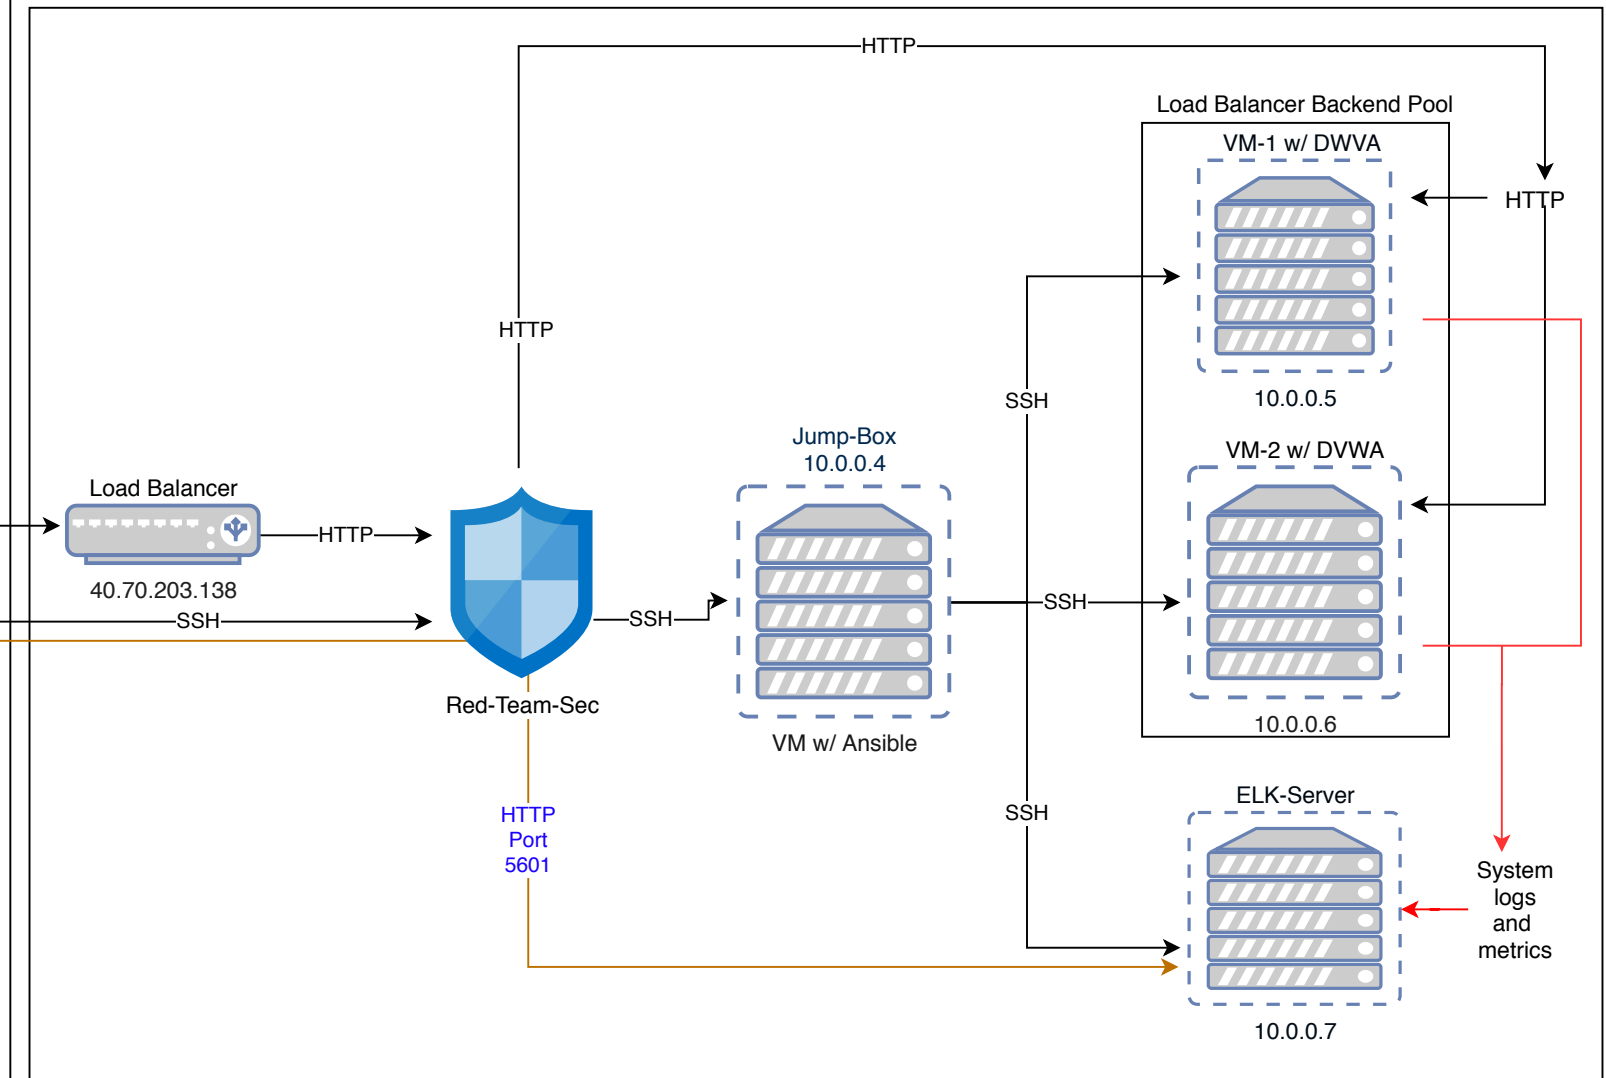 HTTP
Load Balancer Backend Pool
VM-1 w/ DWVA
HTTP
HTTP
10.0.0.5
SSH
Jump-Box
10.0.0.4
VM-2 w/ DVWA
Load Balancer
HTTP
40.70.203.138
SSH
SSH
SSH
Red-Team-Sec
10.0.0.6
VM w/ Ansible
ELK-Server
HTTP
Port
5601
SSH
System
logs
and
metrics
10.0.0.7